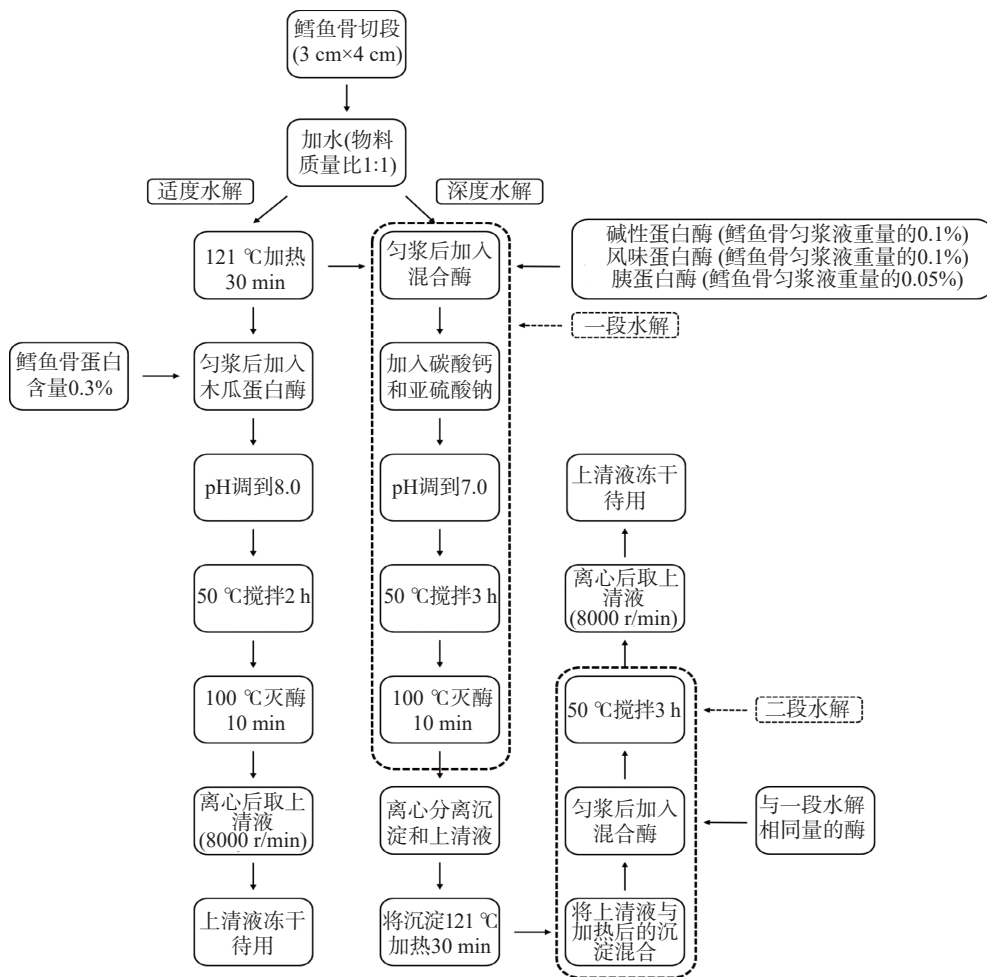 鳕鱼骨切段
(3 cm×4 cm)
加水(物料
质量比1:1)
适度水解
深度水解
121 ℃加热
30 min
匀浆后加入
混合酶
碱性蛋白酶 (鳕鱼骨匀浆液重量的0.1%)
风味蛋白酶 (鳕鱼骨匀浆液重量的0.1%)
胰蛋白酶 (鳕鱼骨匀浆液重量的0.05%)
一段水解
鳕鱼骨蛋白
含量0.3%
匀浆后加入
木瓜蛋白酶
加入碳酸钙
和亚硫酸钠
pH调到8.0
pH调到7.0
上清液冻干
待用
50 ℃搅拌2 h
50 ℃搅拌3 h
离心后取上
清液
(8000 r/min)
100 ℃灭酶
10 min
100 ℃灭酶
10 min
50 ℃搅拌3 h
二段水解
离心后取上
清液
(8000 r/min)
离心分离沉
淀和上清液
匀浆后加入
混合酶
与一段水解
相同量的酶
上清液冻干
待用
将沉淀121 ℃
加热30 min
将上清液与
加热后的沉
淀混合